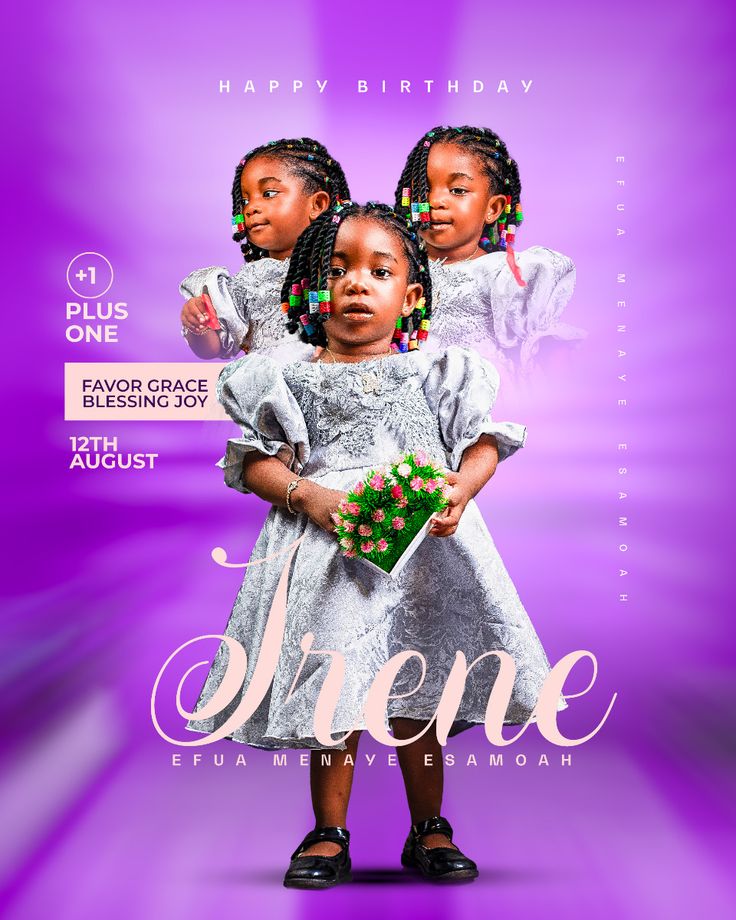 HAPPY BIRTHDAY
EFUA MENAYE ESAMOAH
+1
PLUS
ONE
FAVOR GRACE
BLESSING JOY
12TH
AUGUST
Irene
EFUA MENAYE ESAMOAH